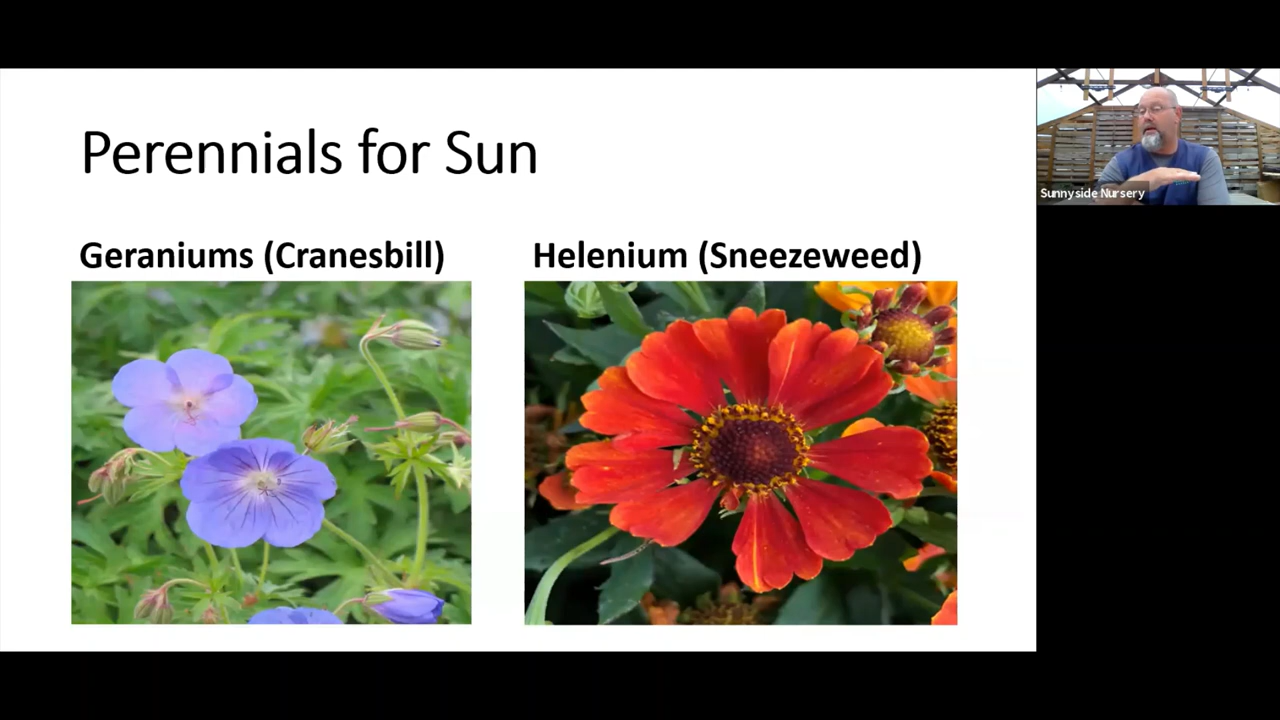 Perennials for Sun
Geraniums (Cranesbill)
Helenium (Sneezeweed)
Sunnyside Nursery